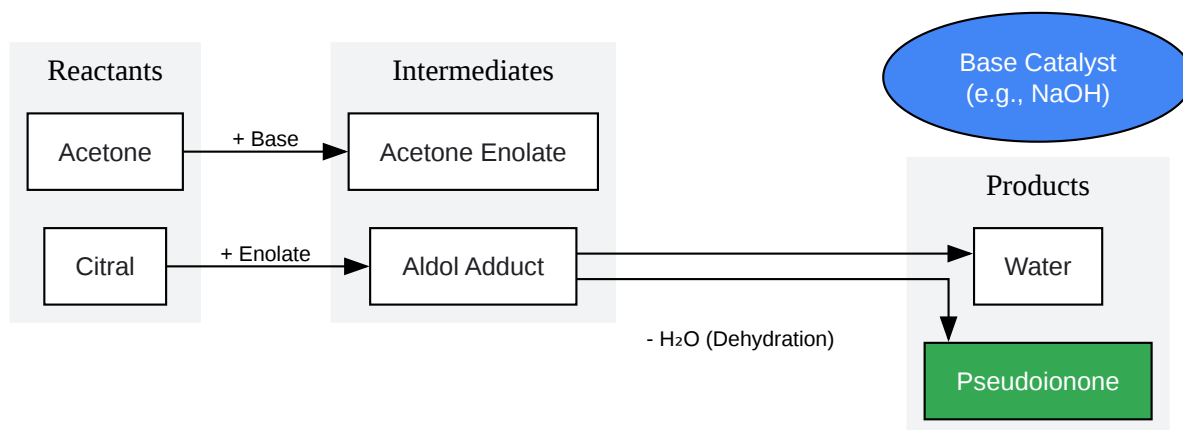 Reactants
Intermediates
Base Catalyst
(e.g., NaOH)
Acetone
+ Base
Acetone Enolate
Products
Citral
+ Enolate
Aldol Adduct
Water
- H₂O (Dehydration)
Pseudoionone